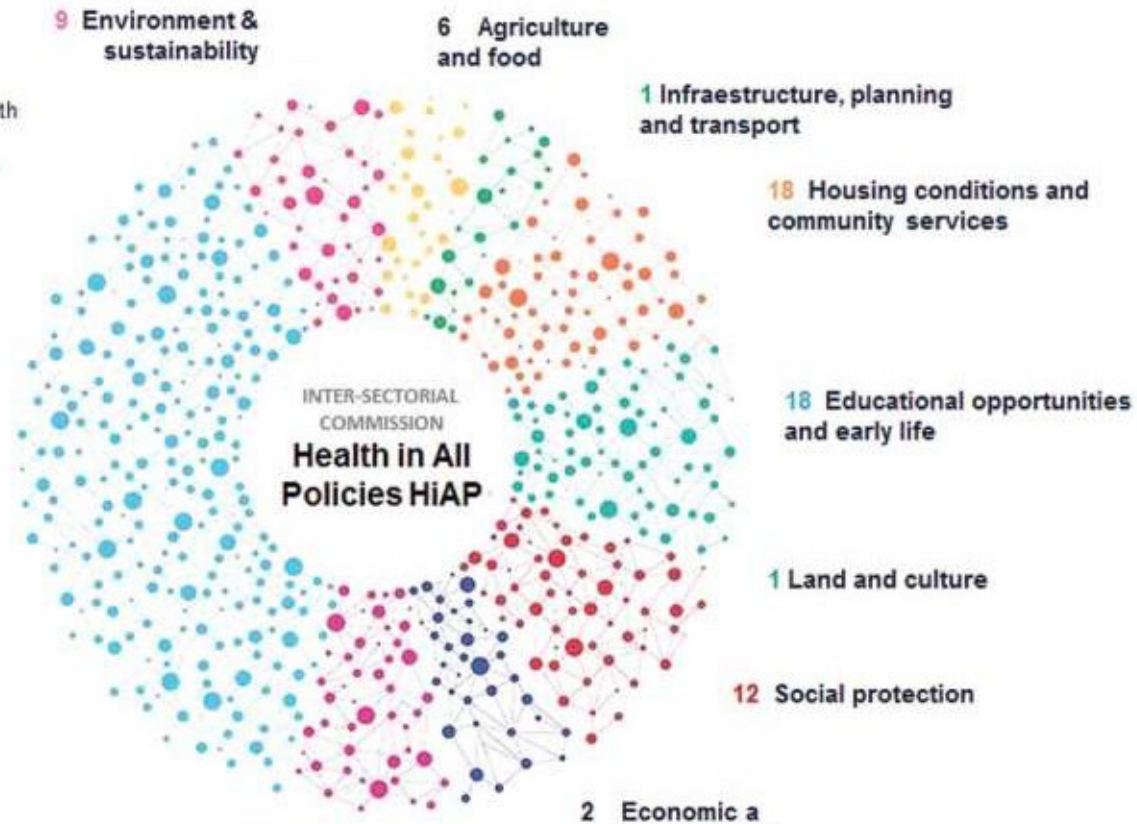 9 Environment &
sustainability
6 Agriculture
and food
1 Infraestructure, planning
and transport
18 Housing conditions and
community services
INTER-SECTORIAL
COMMISSION
Health in All
Policies HiAP
18 Educational opportunities
and early life
1 Land and culture
12 Social protection
2 Economic a